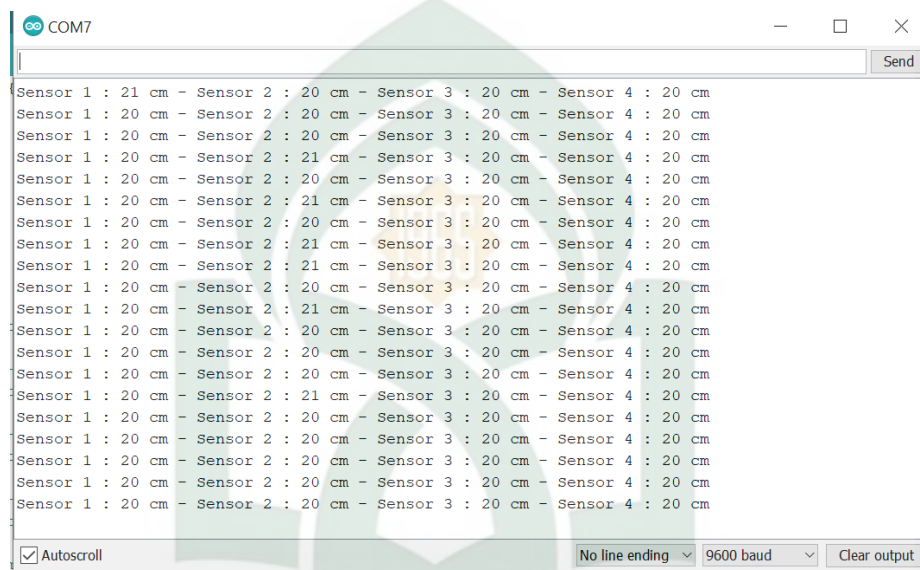 COM7
Send
Sensor 1 : 21 cm - Sensor 2 : 20 cm - Sensor 3 : 20 cm - Sensor 4 : 20 cm
Sensor 1 : 20 cm - Sensor 2 : 20 cm - Sensor 3 : 20 cm - Sensor 4 : 20 cm
Sensor 1 : 20 cm - Sensor 2 : 20 cm - Sensor 3 : 20 cm - Sensor 4 : 20 cm
Sensor 1 : 20 cm - Sensor 2 : 21 cm - Sensor 3 : 20 cm - Sensor 4 : 20 cm
Sensor 1 : 20 cm - Sensor 2 : 20 cm - Sensor 3 : 20 cm - Sensor 4 : 20 cm
Sensor 1 : 20 cm - Sensor 2 : 21 cm - Sensor 3 : 20 cm - Sensor 4 : 20 cm
Sensor 1 : 20 cm - Sensor 2 : 20 cm - Sensor 3 : 20 cm - Sensor 4 : 20 cm
Sensor 1 : 20 cm - Sensor 2 : 21 cm - Sensor 3 : 20 cm - Sensor 4 : 20 cm
Sensor 1 : 20 cm - Sensor 2 : 21 cm - Sensor 3 : 20 cm - Sensor 4 : 20 cm
Sensor 1 : 20 cm - Sensor 2 : 20 cm - Sensor 3 : 20 cm - Sensor 4 : 20 cm
Sensor 1 : 20 cm - Sensor 2 : 21 cm - Sensor 3 : 20 cm - Sensor 4 : 20 cm
Sensor 1 : 20 cm - Sensor 2 : 20 cm - Sensor 3 : 20 cm - Sensor 4 : 20 cm
Sensor 1 : 20 cm - Sensor 2 : 20 cm - Sensor 3 : 20 cm - Sensor 4 : 20 cm
Sensor 1 : 20 cm - Sensor 2 : 20 cm - Sensor 3 : 20 cm - Sensor 4 : 20 cm
Sensor 1 : 20 cm - Sensor 2 : 21 cm - Sensor 3 : 20 cm - Sensor 4 : 20 cm
Sensor 1 : 20 cm - Sensor 2 : 20 cm - Sensor 3 : 20 cm - Sensor 4 : 20 cm
Sensor 1 : 20 cm - Sensor 2 : 20 cm - Sensor 3 : 20 cm - Sensor 4 : 20 cm
Sensor 1 : 20 cm - Sensor 2 : 20 cm - Sensor 3 : 20 cm - Sensor 4 : 20 cm
Sensor 1 : 20 cm - Sensor 2 : 20 cm - Sensor 3 : 20 cm - Sensor 4 : 20 cm
Sensor 1 : 20 cm - Sensor 2 : 20 cm - Sensor 3 : 20 cm - Sensor 4 : 20 cm
Autoscroll No line ending 9600 baud Clear output